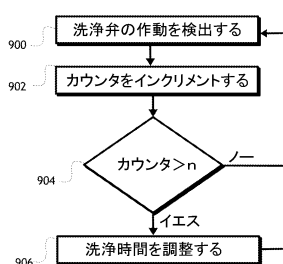 900
洗浄弁の作動を検出する
902
カウンタをインクリメントする
904
カウンタ>n
ノー
イエス
906
洗浄時間を調整する